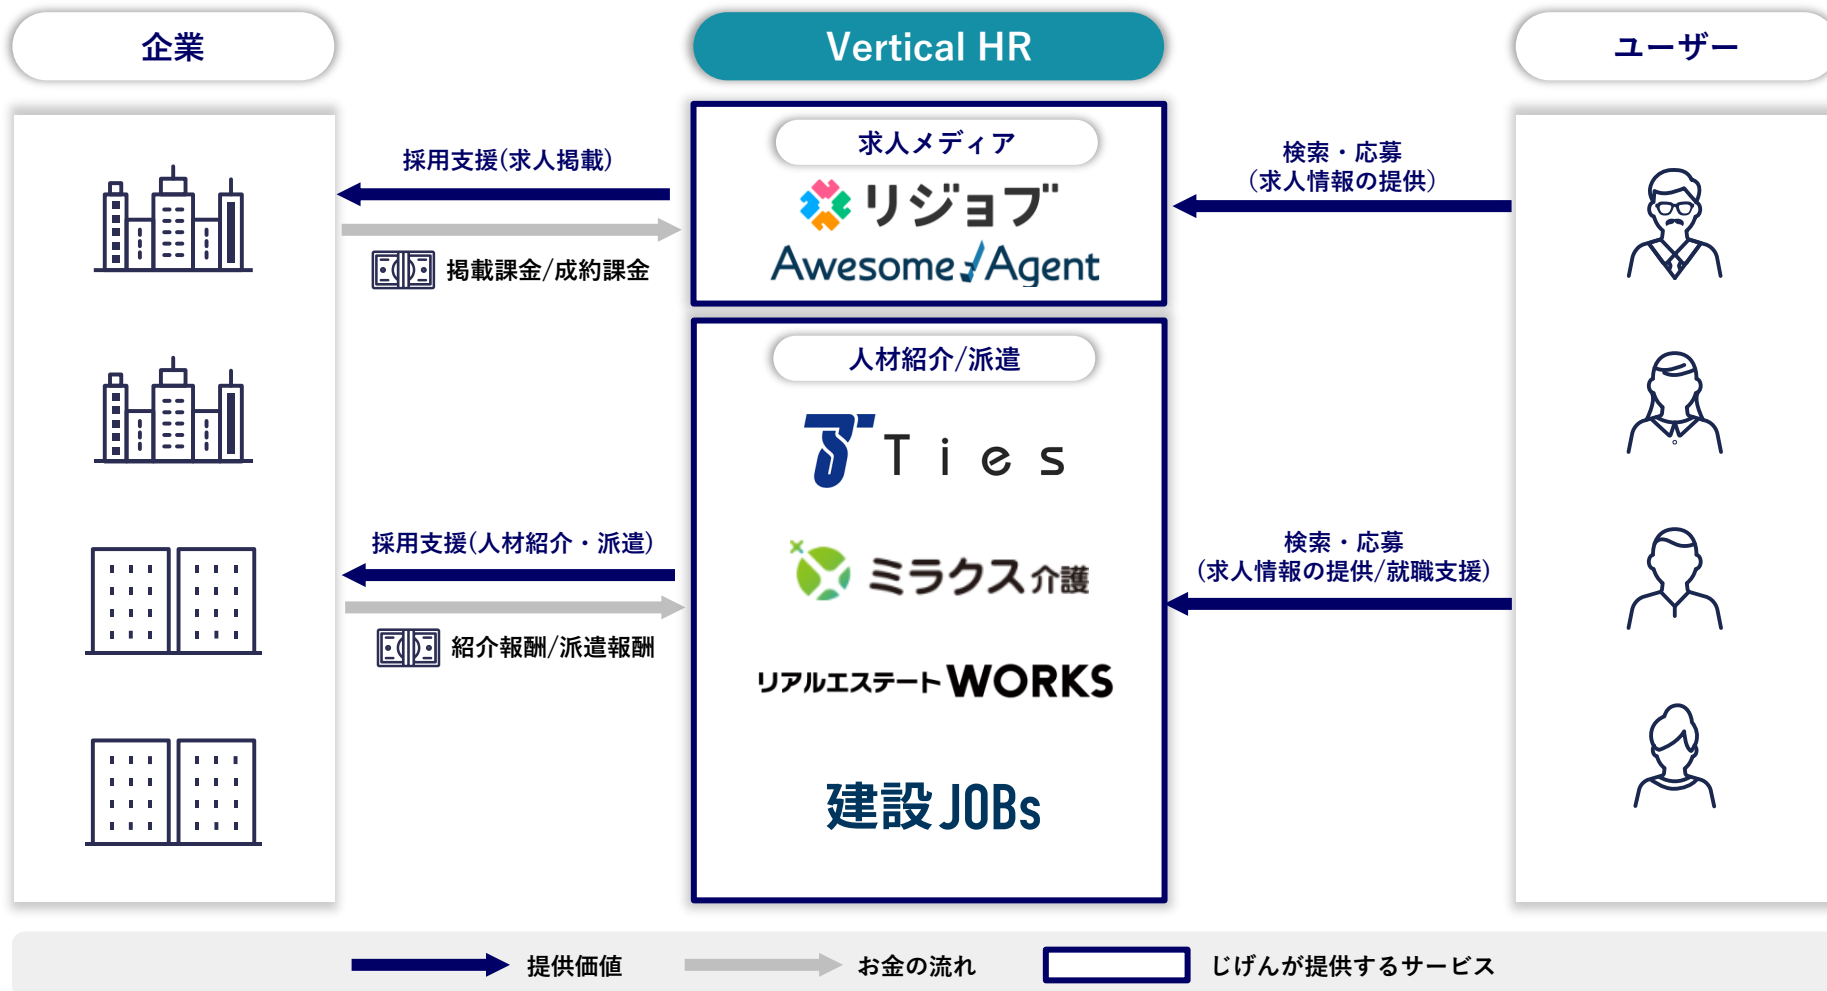 企業
Vertical HR
ユーザー
採用支援(求人掲載)
掲載課金/成約課金
求人メディア
リジョブ
Awesome Agent
検索・応募
(求人情報の提供)
人材紹介/派遣
Ties
ミラクス介護
リアルエステートWORKS
建設JOBs
採用支援(人材紹介・派遣)
紹介報酬/派遣報酬
検索・応募
(求人情報の提供/就職支援)
提供価値
お金の流れ
じげんが提供するサービス